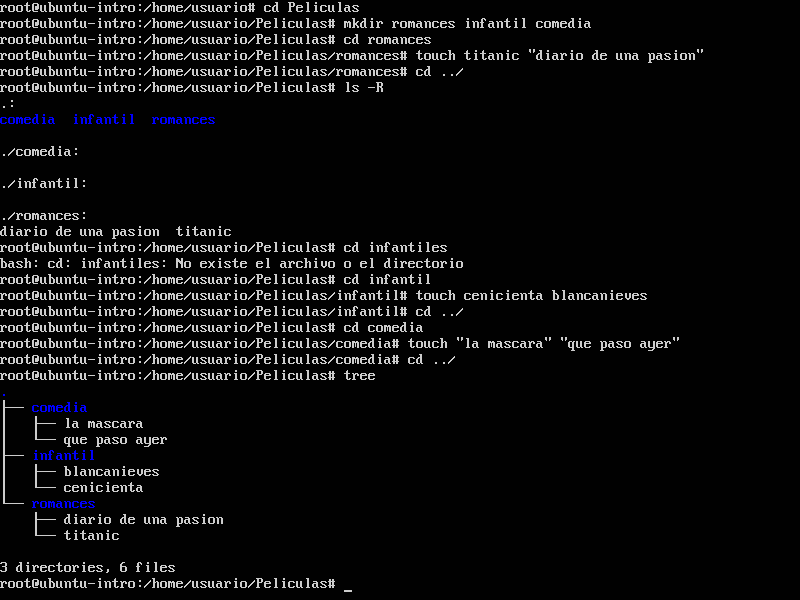 root@ubuntu-intro:/home/usuario# cd Peliculas
root@ubuntu-intro:/home/usuario/Peliculas# mkdir romances infantil comedia
root@ubuntu-intro:/home/usuario/Peliculas# cd romances
root@ubuntu-intro:/home/usuario/Peliculas/romances# touch titanic "diario de una pasion"
root@ubuntu-intro:/home/usuario/Peliculas/romances# cd ../
root@ubuntu-intro:/home/usuario/Peliculas# ls -R
.:
comedia  infantil  romances

./comedia:

./infantil:

./romances:
diario de una pasion  titanic
root@ubuntu-intro:/home/usuario/Peliculas# cd infantiles
bash: cd: infantiles: No existe el archivo o el directorio
root@ubuntu-intro:/home/usuario/Peliculas# cd infantil
root@ubuntu-intro:/home/usuario/Peliculas/infantil# touch cenicienta blancanieves
root@ubuntu-intro:/home/usuario/Peliculas/infantil# cd ../
root@ubuntu-intro:/home/usuario/Peliculas# cd comedia
root@ubuntu-intro:/home/usuario/Peliculas/comedia# touch "la mascara" "que paso ayer"
root@ubuntu-intro:/home/usuario/Peliculas/comedia# cd ../
root@ubuntu-intro:/home/usuario/Peliculas# tree
.
├── comedia
│   ├── la mascara
│   └── que paso ayer
├── infantil
│   ├── blancanieves
│   └── cenicienta
└── romances
    ├── diario de una pasion
    └── titanic

3 directories, 6 files
root@ubuntu-intro:/home/usuario/Peliculas# _